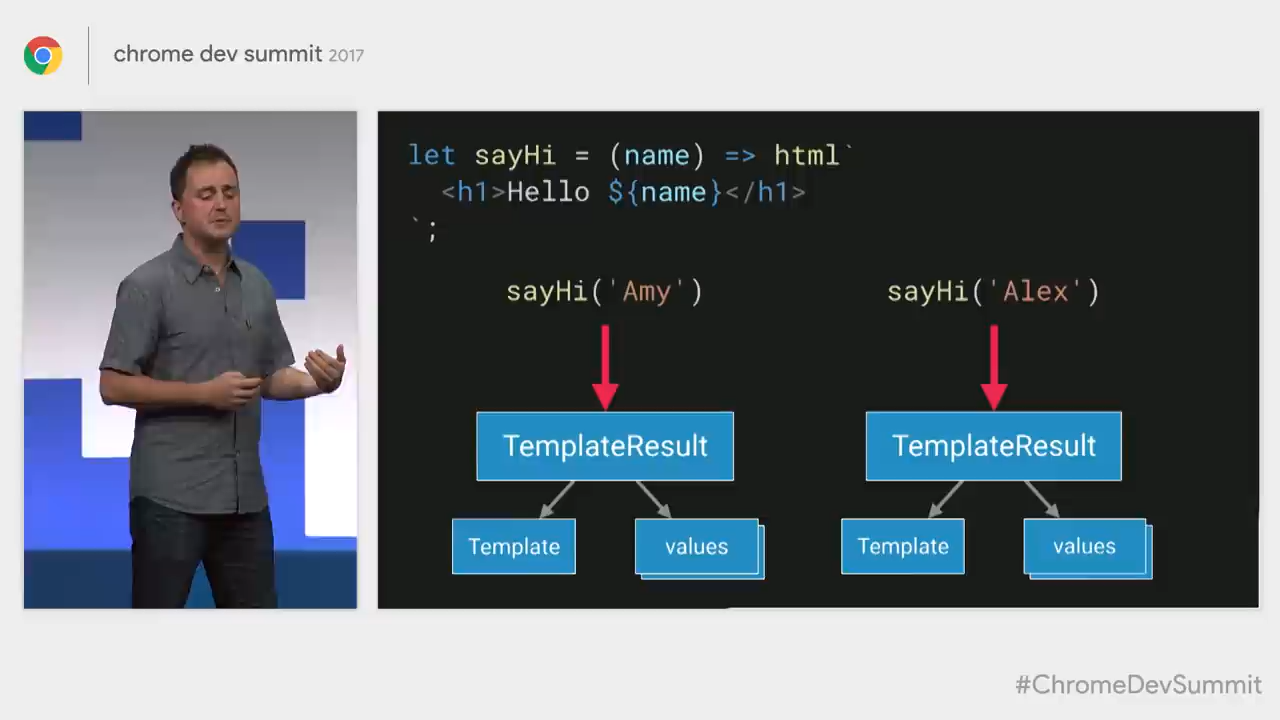 chrome dev summit 2017
let sayHi = (name) => html`
<h1>Hello ${name}</h1>
`;
sayHi('Amy') sayHi('Alex')
TemplateResult TemplateResult
Template values Template values
#ChromeDevSummit